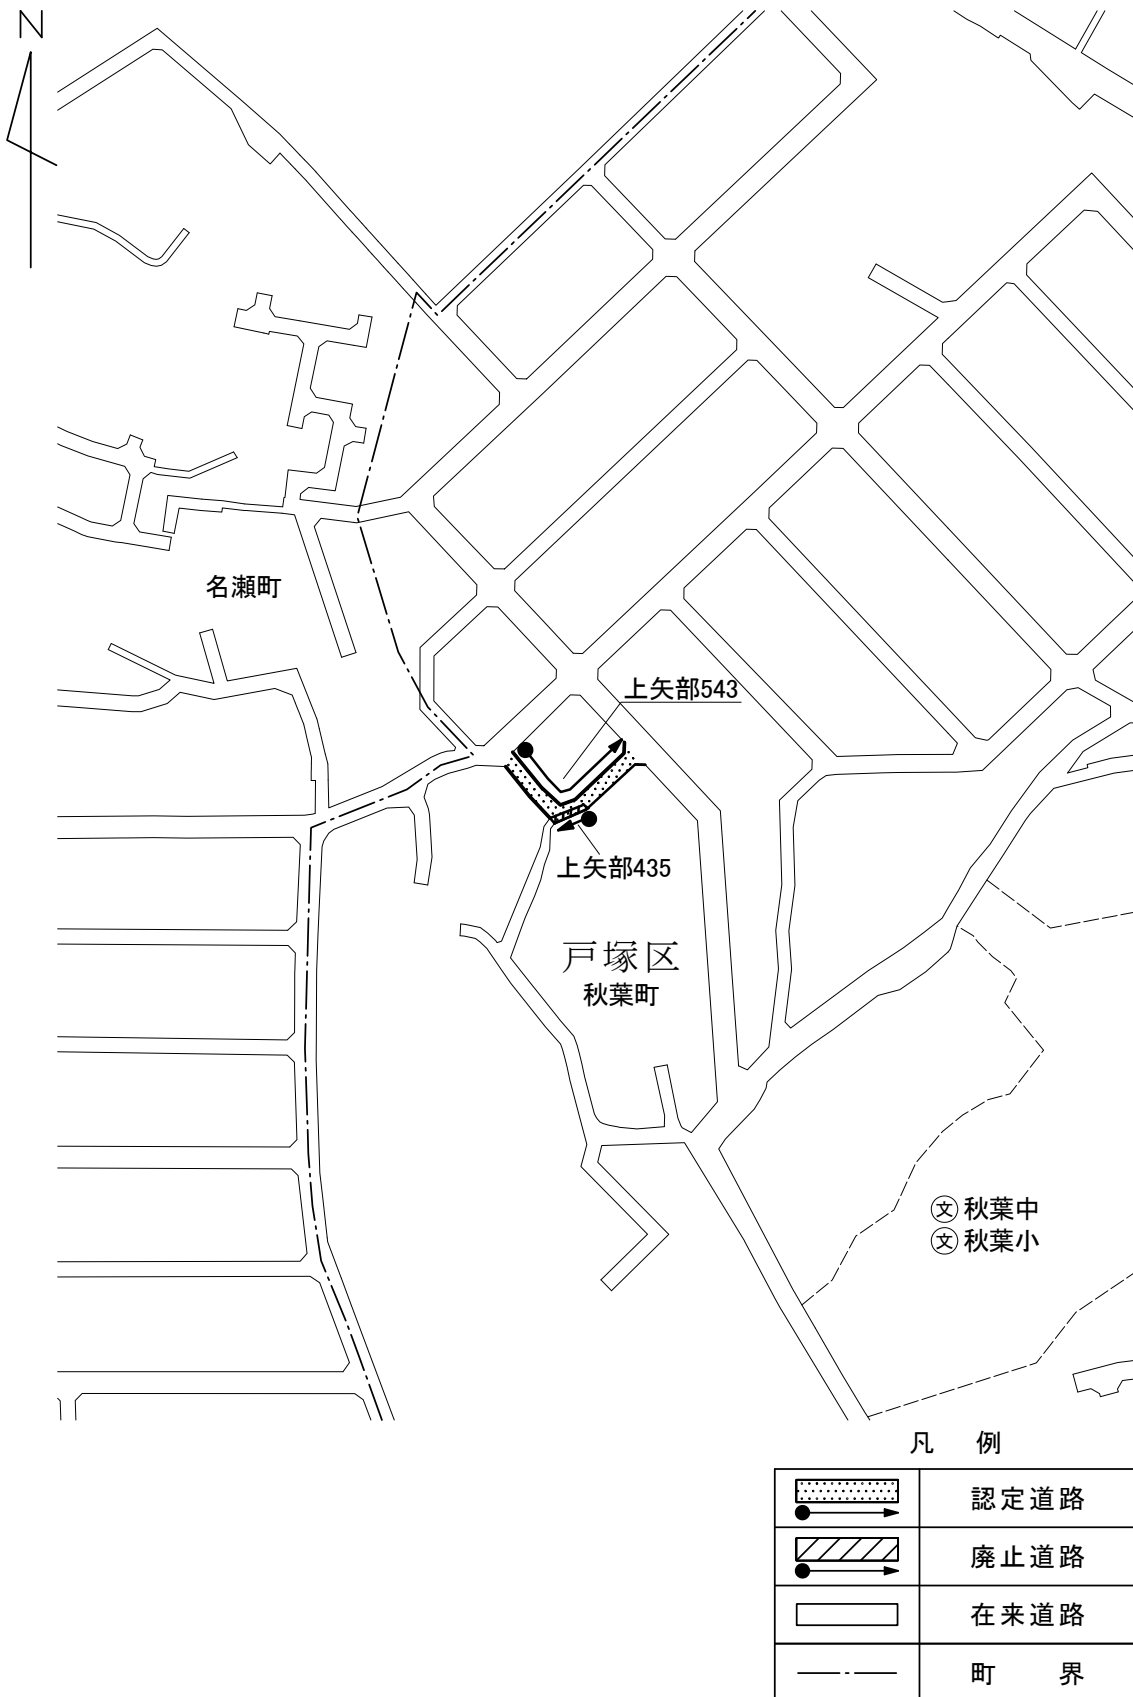 N
名瀬町
上矢部543
上矢部435
戸塚区
秋葉町
文 秋葉中
文 秋葉小
凡 例
認定道路
廃止道路
在来道路
町 界